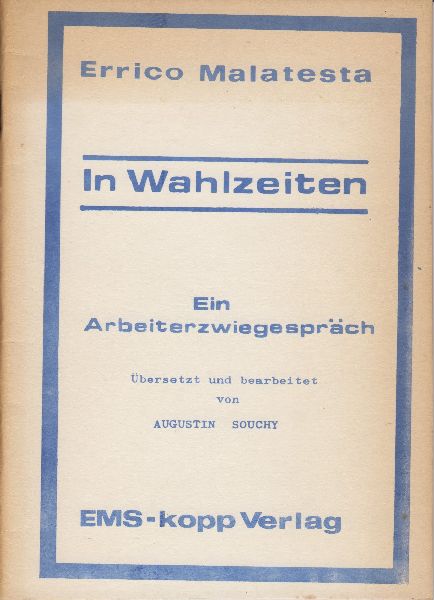 Errico Malatesta
In Wahlzeiten
Ein
Arbeiterzwiegespräch
Übersetzt und bearbeitet
von
AUGUSTIN SOUCHY
EMS-kopp Verlag